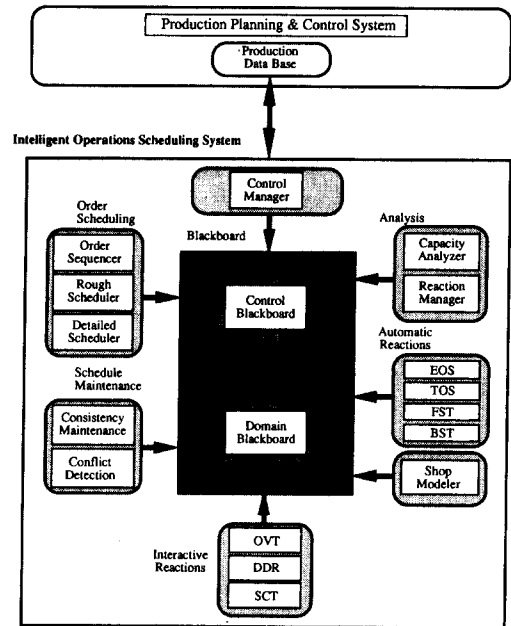 Production Planning & Control System
Production
Data Base
Intelligent Operations Scheduling System
Control
Manager
Order
Scheduling
Blackboard
Analysis
Order
Sequencer
Rough
Scheduler
Detailed
Scheduler
Capacity
Analyzer
Reaction
Manager
Control
Blackboard
Automatic
Reactions
EOS
TOS
FST
BST
Schedule
Maintenance
Consistency
Maintenance
Conflict
Detection
Domain
Blackboard
Shop
Modeler
Interactive
Reactions
OVT
DDR
SCT